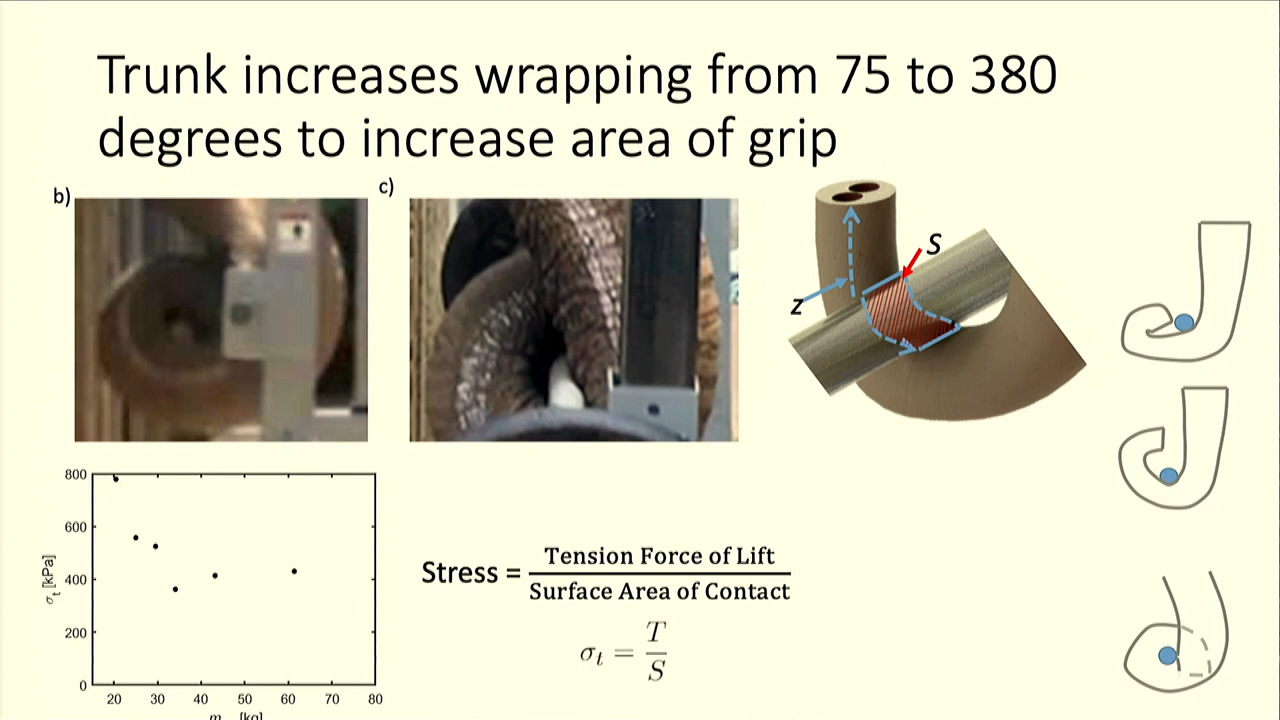 Trunk increases wrapping from 75 to 380
degrees to increase area of grip
b)
c)
S
z
800
600
400
200
0
σt [kPa]
20 30 40 50 60 70 80
Stress = Tension Force of Lift
Surface Area of Contact
σt = T
S